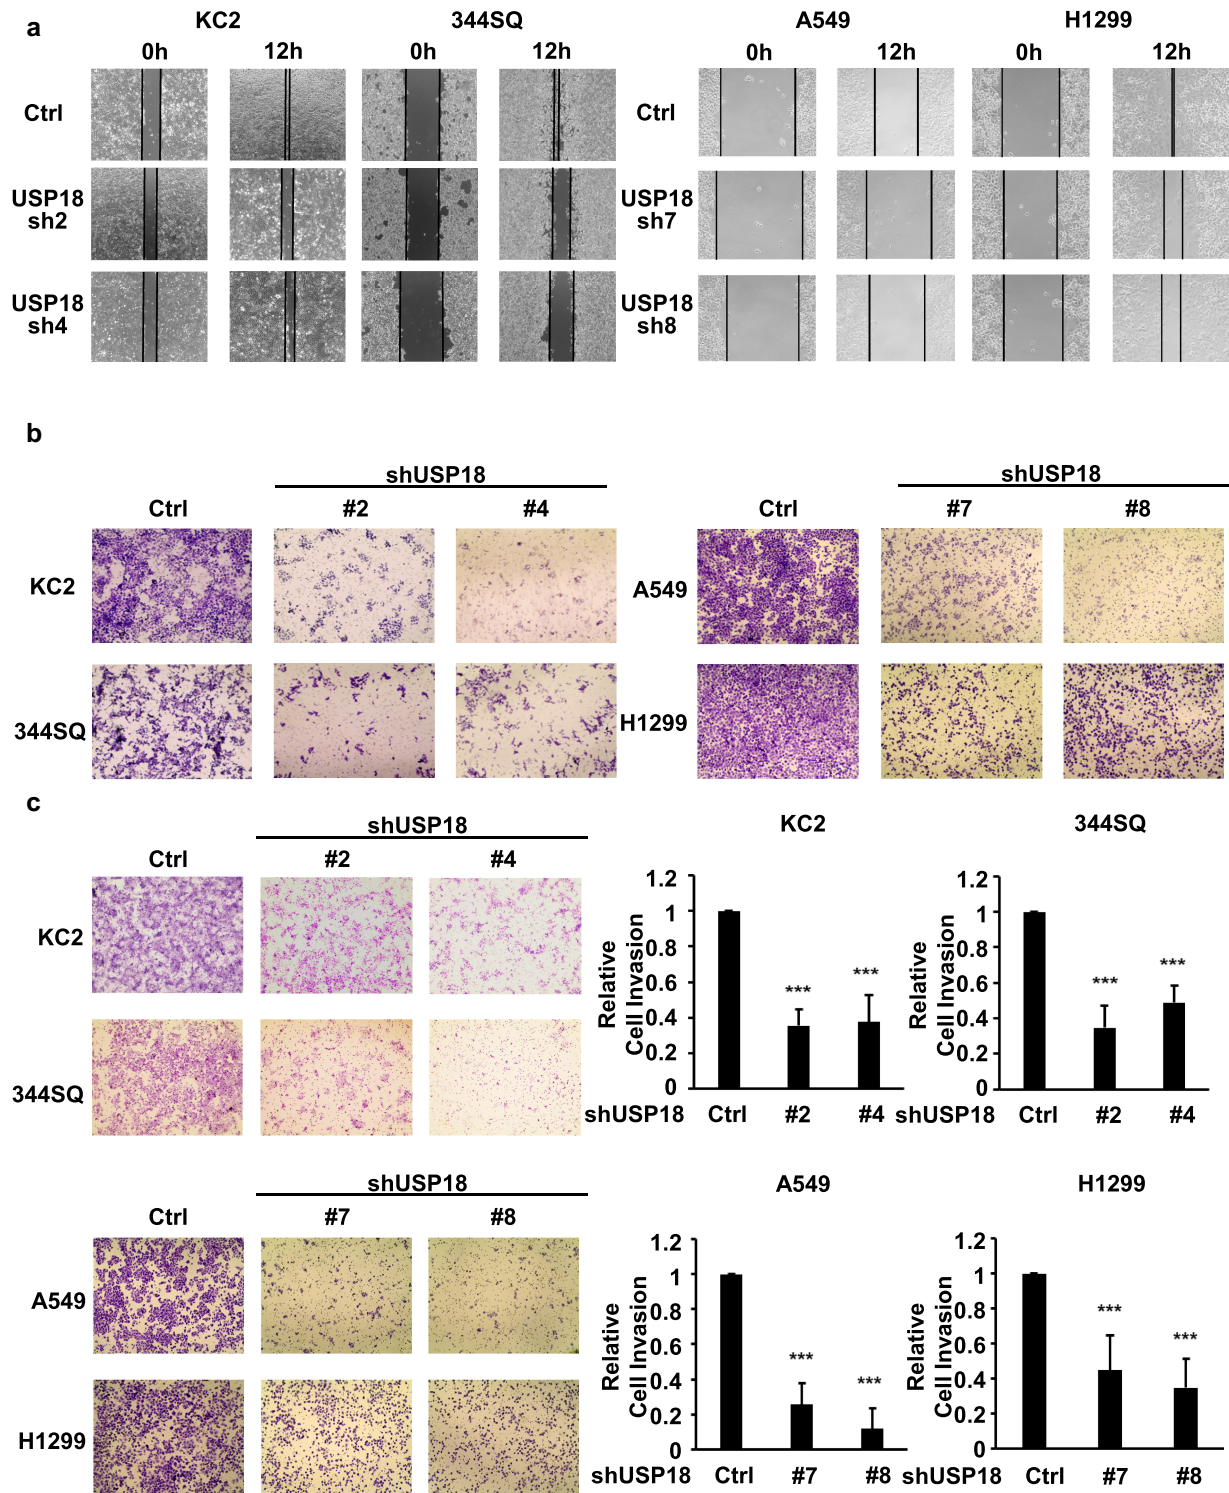 a
KC2 344SQ A549 H1299
0h 12h 0h 12h 0h 12h 0h 12h
Ctrl Ctrl
USP18 sh2 USP18 sh7
USP18 sh4 USP18 sh8
b
shUSP18 shUSP18
Ctrl #2 #4 Ctrl #7 #8
KC2 A549
344SQ H1299
c
shUSP18
Ctrl #2 #4
KC2
344SQ
KC2
Relative
Cell Invasion
1.2
1
0.8
0.6
0.4
0.2
0
*** ***
shUSP18 Ctrl #2 #4
344SQ
Relative
Cell Invasion
1.2
1
0.8
0.6
0.4
0.2
0
*** ***
shUSP18 Ctrl #2 #4
shUSP18
Ctrl #7 #8
A549
H1299
A549
Relative
Cell Invasion
1.2
1
0.8
0.6
0.4
0.2
0
*** ***
shUSP18 Ctrl #7 #8
H1299
Relative
Cell Invasion
1.2
1
0.8
0.6
0.4
0.2
0
*** ***
shUSP18 Ctrl #7 #8